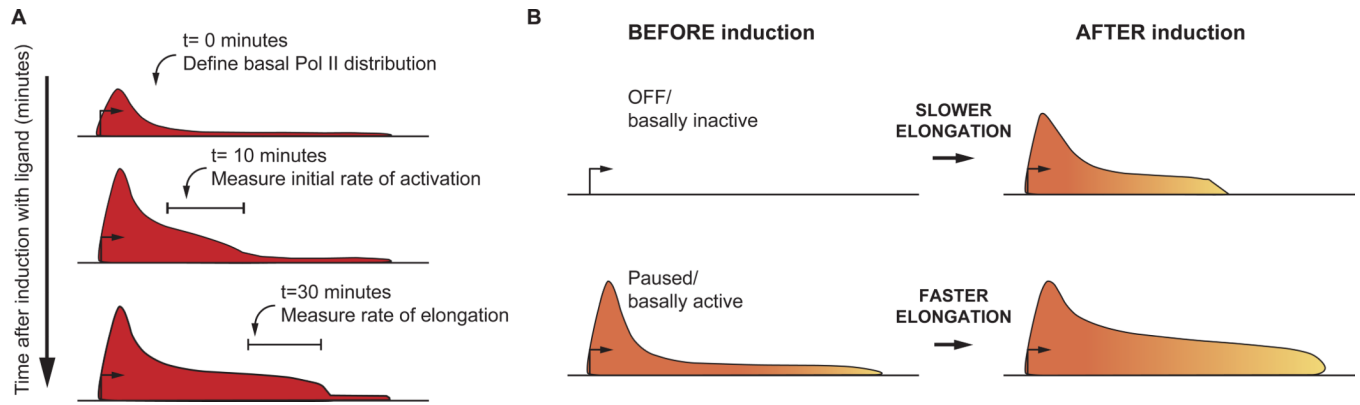 A
Time after induction with ligand (minutes)
t= 0 minutes
Define basal Pol II distribution
t= 10 minutes
Measure initial rate of activation
t=30 minutes
Measure rate of elongation
B
BEFORE induction
AFTER induction
OFF/
basally inactive
SLOWER
ELONGATION
Paused/
basally active
FASTER
ELONGATION